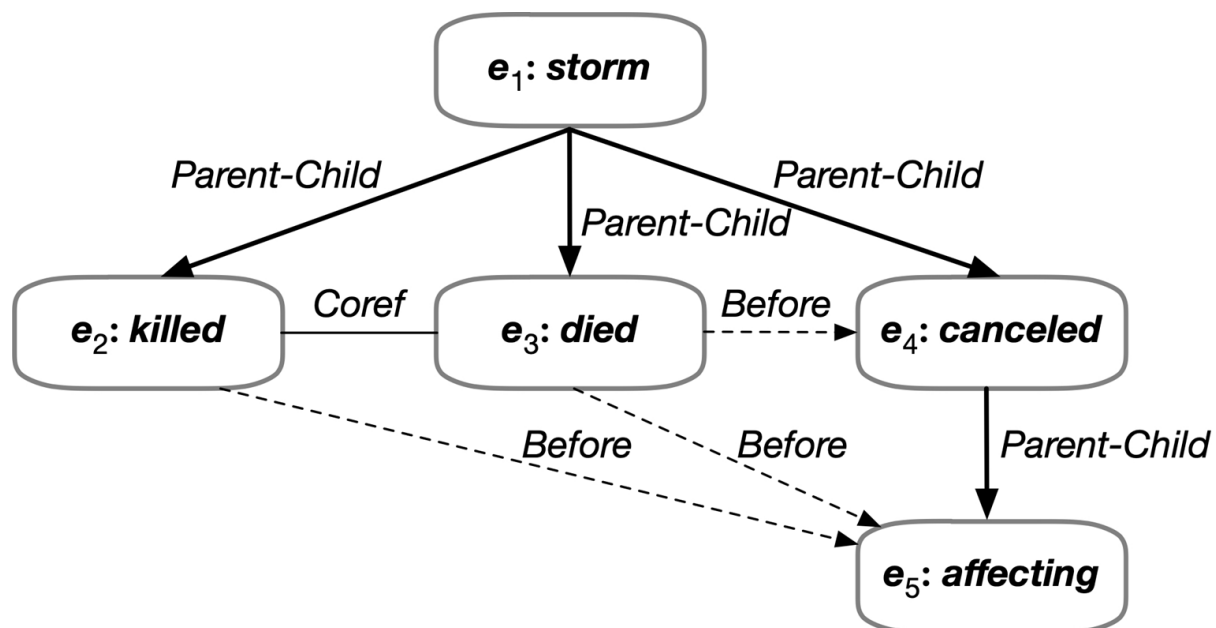 e₁: storm
Parent-Child
Parent-Child
Parent-Child
e₂: killed
Coref
e₃: died
Before
e₄: canceled
Before
Before
Parent-Child
e₅: affecting